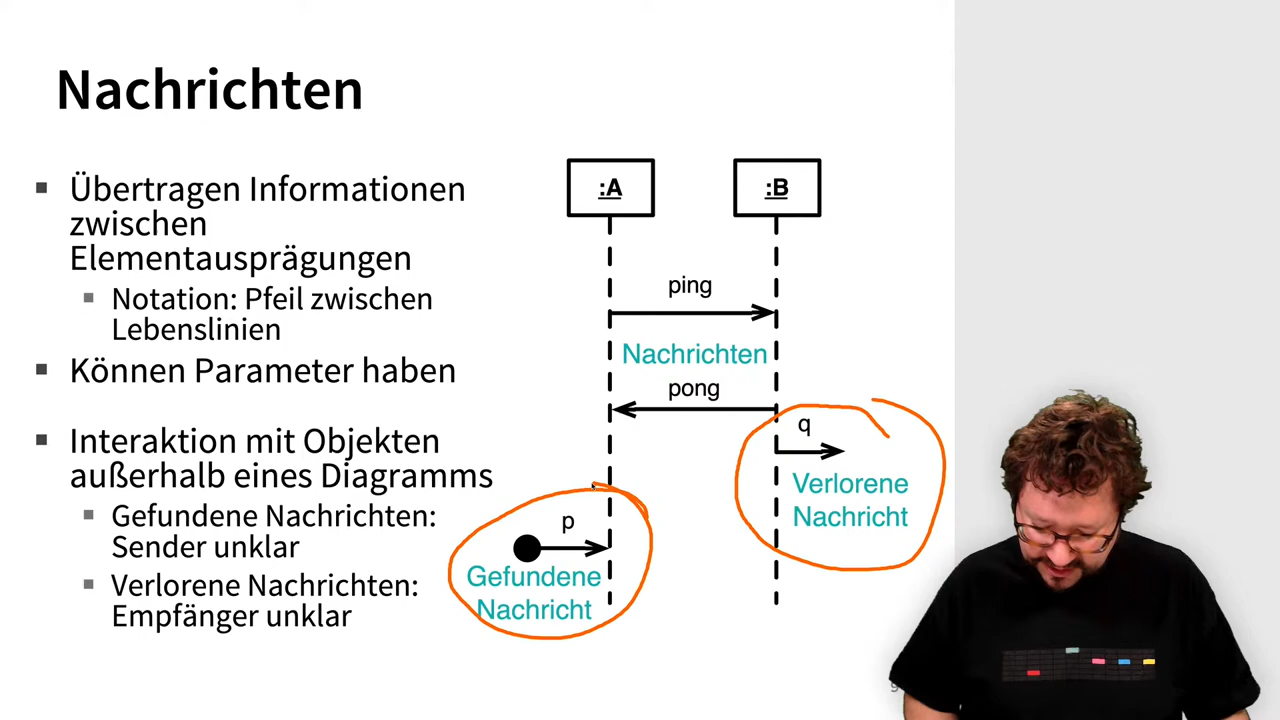 Nachrichten
Übertragen Informationen
zwischen
Elementausprägungen
Notation: Pfeil zwischen
Lebenslinien
Können Parameter haben
Interaktion mit Objekten
außerhalb eines Diagramms
Gefundene Nachrichten:
Sender unklar
Verlorene Nachrichten:
Empfänger unklar
:A
:B
ping
Nachrichten
pong
q
Verlorene
Nachricht
p
Gefundene
Nachricht